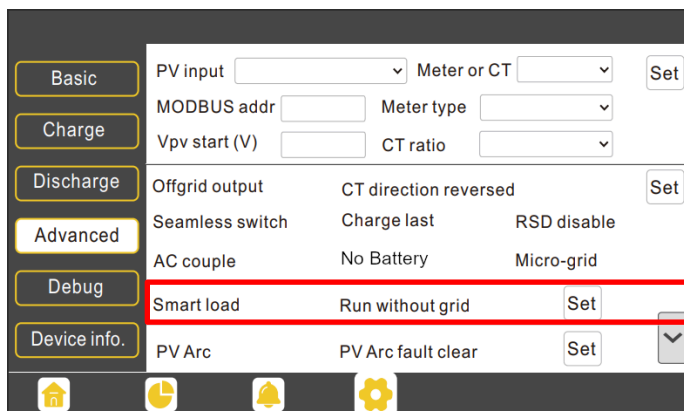 Basic
Charge
Discharge
Advanced
Debug
Device info.
PV input Meter or CT Set
MODBUS addr Meter type
Vpv start (V) CT ratio
Offgrid output CT direction reversed Set
Seamless switch Charge last RSD disable
AC couple No Battery Micro-grid
Smart load Run without grid Set
PV Arc PV Arc fault clear Set